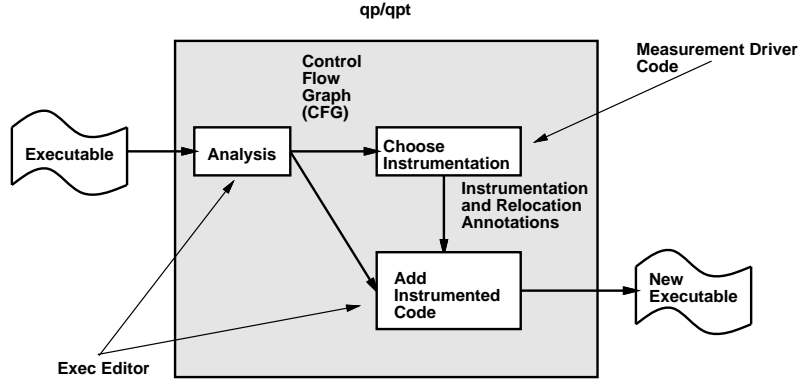 qp/qpt
Measurement Driver
Code
Control
Flow
Graph
(CFG)
Executable
Analysis
Choose
Instrumentation
Instrumentation
and Relocation
Annotations
Add
Instrumented
Code
New
Executable
Exec Editor